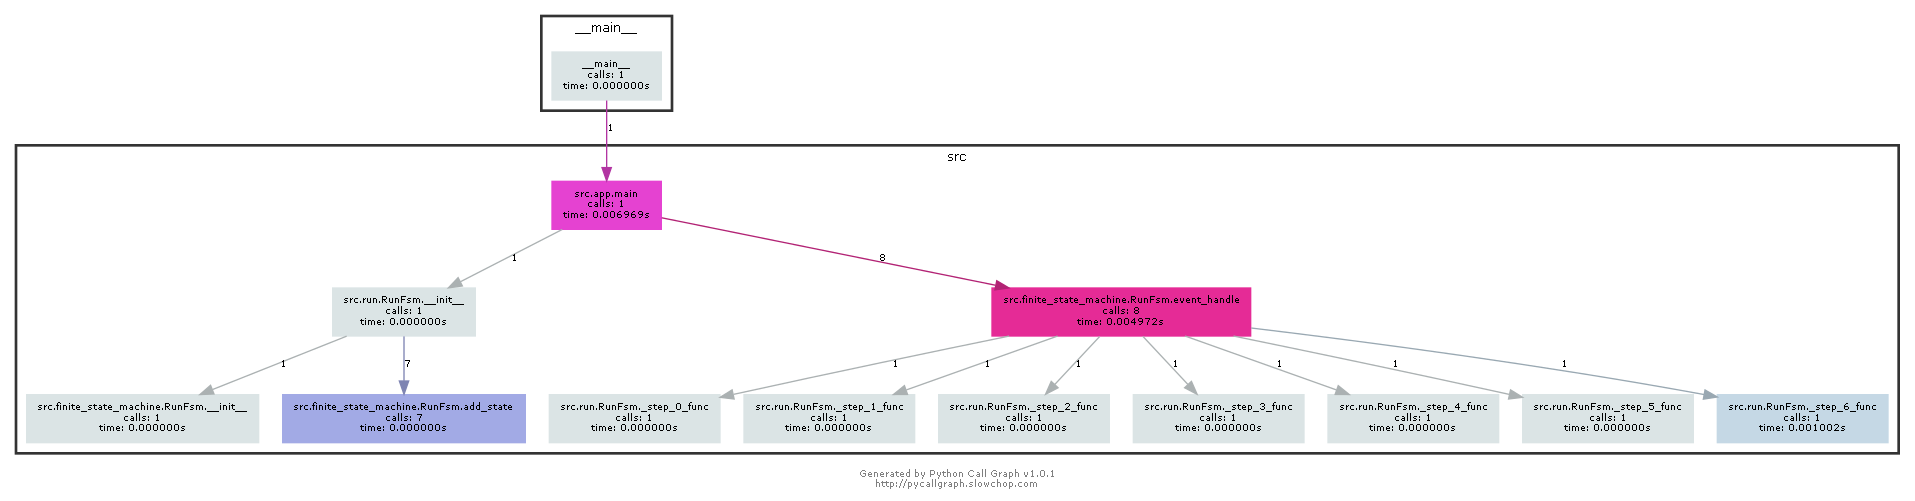 __main__
__main__
calls: 1
time: 0.000000s
1
src
src.app.main
calls: 1
time: 0.006969s
1
8
src.run.RunFsm.__init__
calls: 1
time: 0.000000s
src.finite_state_machine.RunFsm.event_handle
calls: 8
time: 0.004972s
1
7
1
1
1
1
1
1
1
src.finite_state_machine.RunFsm.__init__
calls: 1
time: 0.000000s
src.finite_state_machine.RunFsm.add_state
calls: 7
time: 0.000000s
src.run.RunFsm._step_0_func
calls: 1
time: 0.000000s
src.run.RunFsm._step_1_func
calls: 1
time: 0.000000s
src.run.RunFsm._step_2_func
calls: 1
time: 0.000000s
src.run.RunFsm._step_3_func
calls: 1
time: 0.000000s
src.run.RunFsm._step_4_func
calls: 1
time: 0.000000s
src.run.RunFsm._step_5_func
calls: 1
time: 0.000000s
src.run.RunFsm._step_6_func
calls: 1
time: 0.001002s
Generated by Python Call Graph v1.0.1
http://pycallgraph.slowchop.com